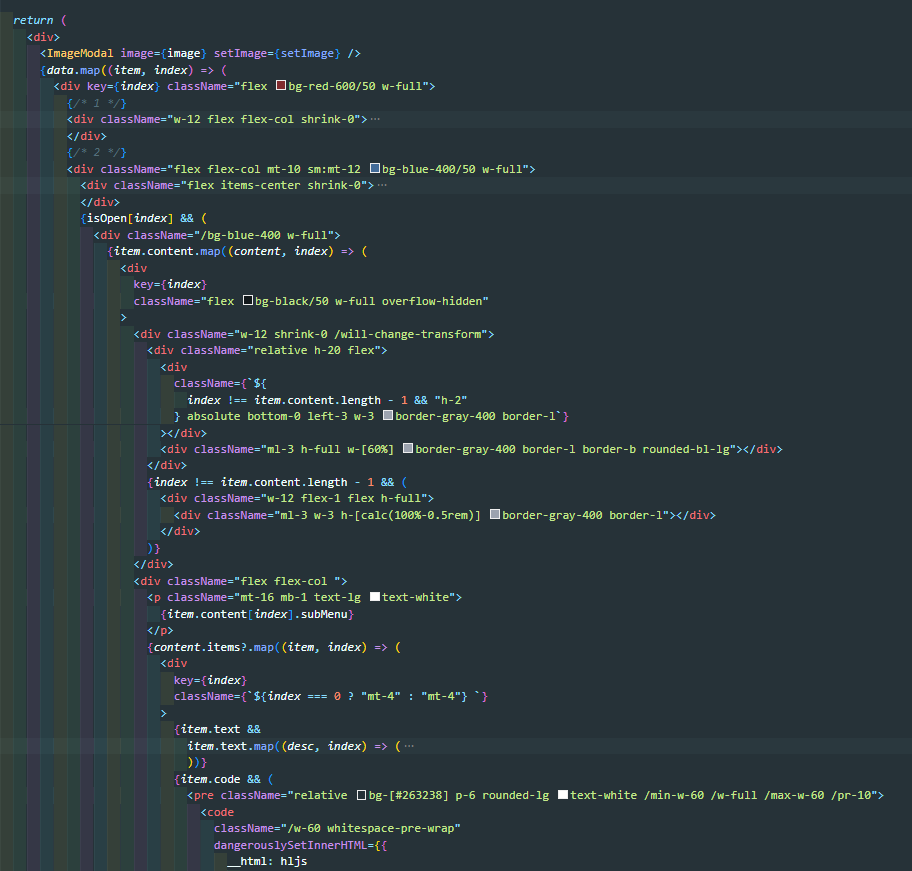 return (
<div>
<ImageModal image={image} setImage={setImage} />
{data.map((item, index) => (
<div key={index} className="flex bg-red-600/50 w-full">
{/* 1 */}
<div className="w-12 flex flex-col shrink-0">⋯
</div>
{/* 2 */}
<div className="flex flex-col mt-10 sm:mt-12 bg-blue-400/50 w-full">
<div className="flex items-center shrink-0">⋯
</div>
{isOpen[index] && (
<div className="/bg-blue-400 w-full">
{item.content.map((content, index) => (
<div
key={index}
className="flex bg-black/50 w-full overflow-hidden"
>
<div className="w-12 shrink-0 /will-change-transform">
<div className="relative h-20 flex">
<div
className={`${
index !== item.content.length - 1 && "h-2"
} absolute bottom-0 left-3 w-3 border-gray-400 border-l`}
></div>
<div className="ml-3 h-full w-[60%] border-gray-400 border-l border-b rounded-bl-lg"></div>
</div>
{index !== item.content.length - 1 && (
<div className="w-12 flex-1 flex h-full">
<div className="ml-3 w-3 h-[calc(100%-0.5rem)] border-gray-400 border-l"></div>
</div>
)}
</div>
<div className="flex flex-col ">
<p className="mt-16 mb-1 text-lg text-white">
{item.content[index].subMenu}
</p>
{content.items?.map((item, index) => (
<div
key={index}
className={`${index === 0 ? "mt-4" : "mt-4"} `}
>
{item.text &&
item.text.map((desc, index) => (⋯
))}
{item.code && (
<pre className="relative bg-[#263238] p-6 rounded-lg text-white /min-w-60 /w-full /max-w-60 /pr-10">
<code
className="/w-60 whitespace-pre-wrap"
dangerouslySetInnerHTML={{
__html: hljs